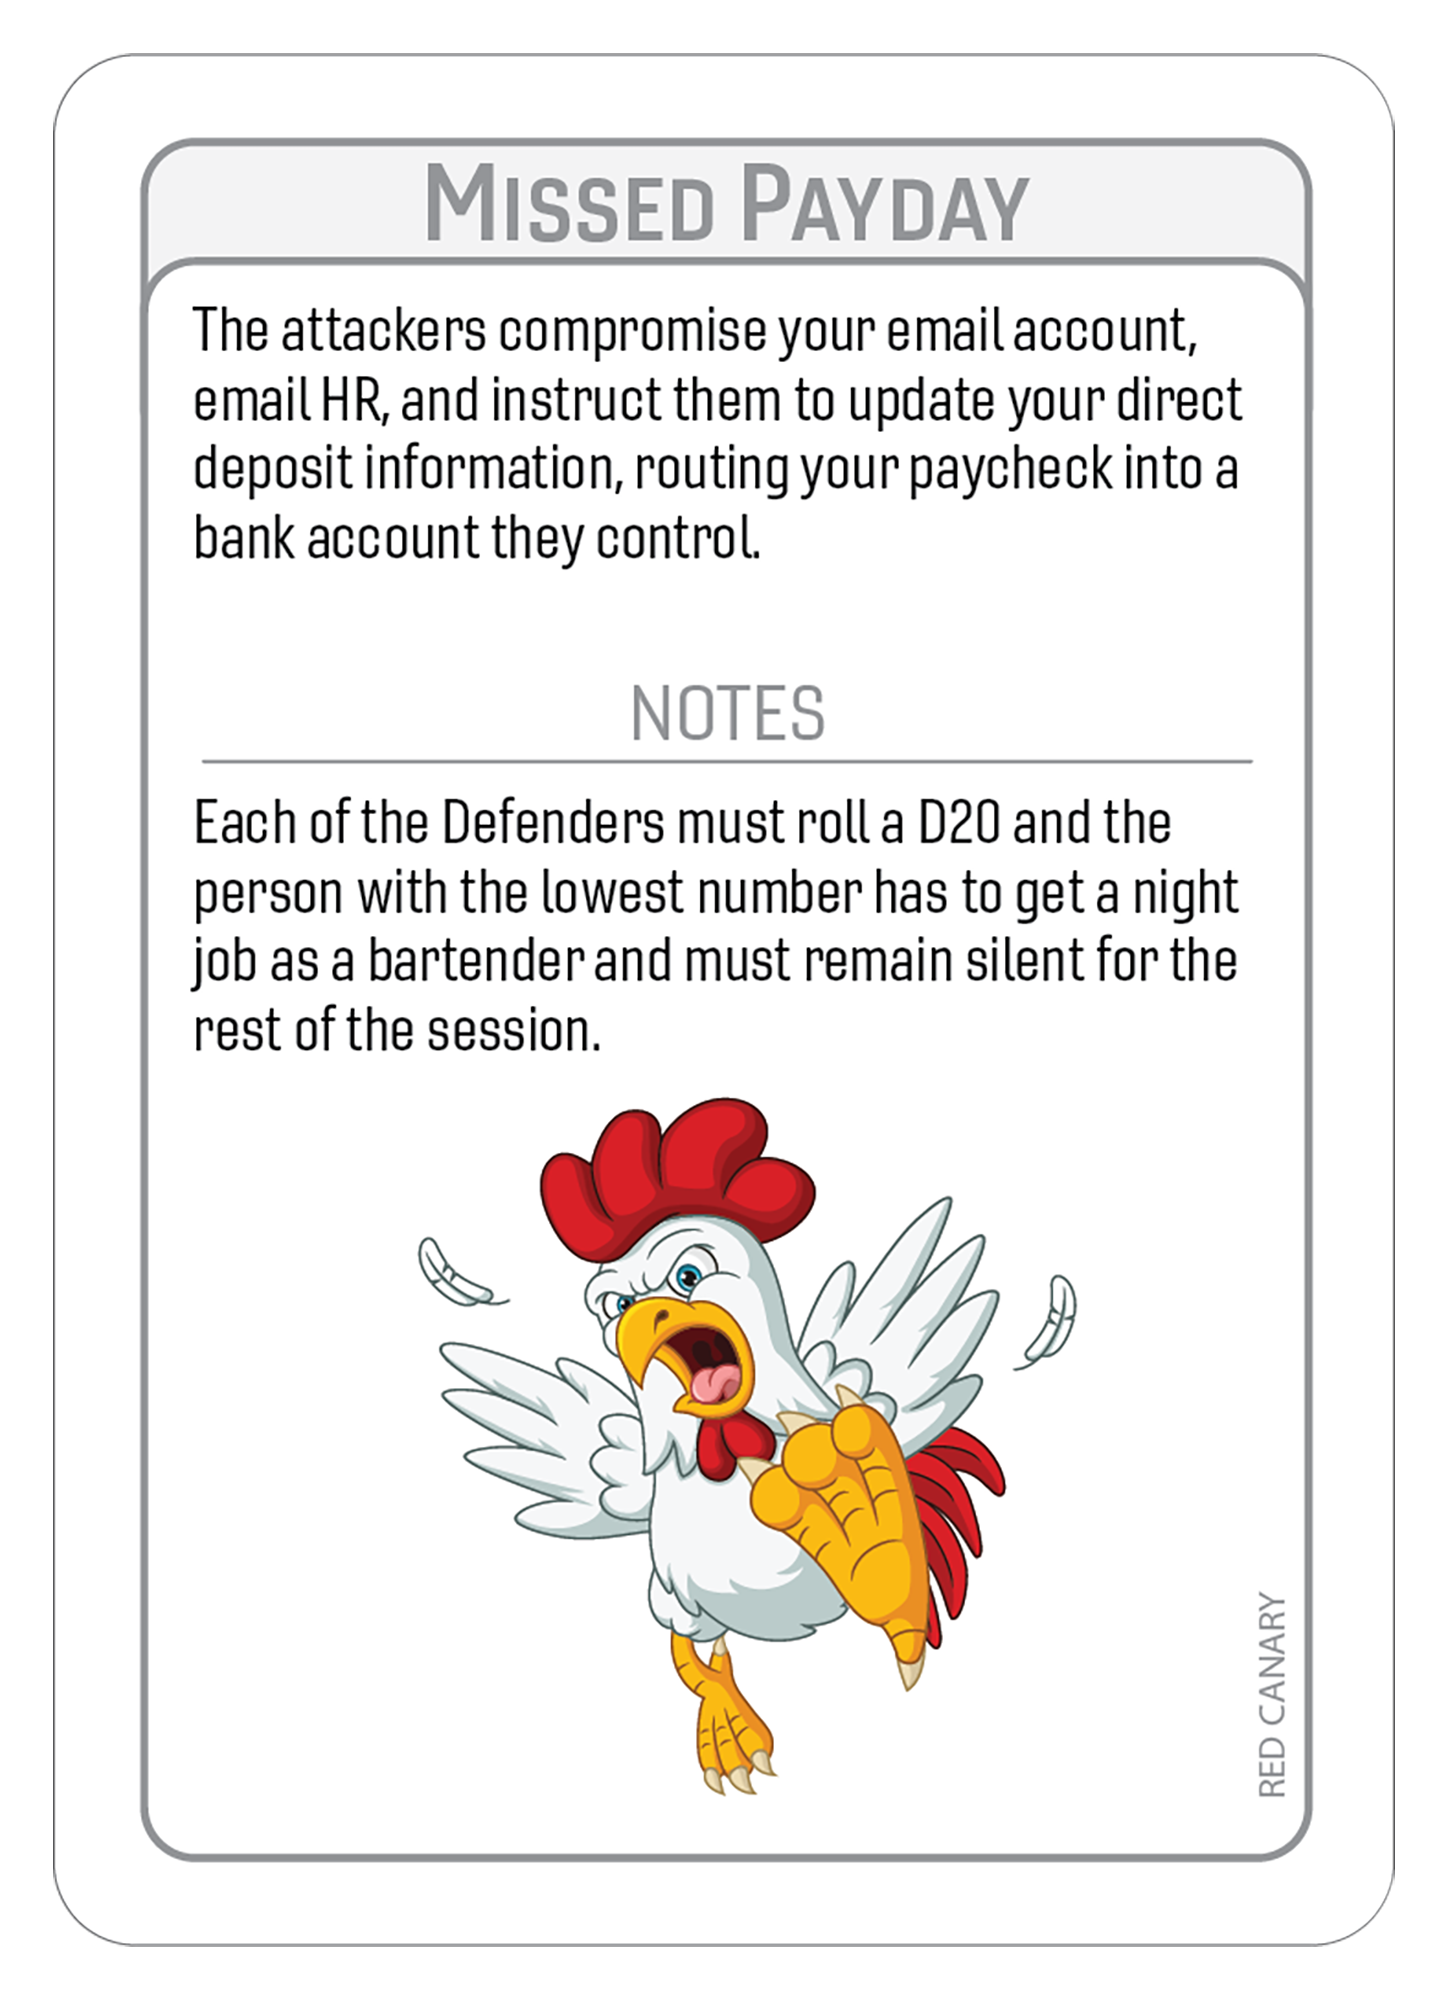 Missed Payday
The attackers compromise your email account,
email HR, and instruct them to update your direct
deposit information, routing your paycheck into a
bank account they control.
NOTES
Each of the Defenders must roll a D20 and the
person with the lowest number has to get a night
job as a bartender and must remain silent for the
rest of the session.
RED CANARY